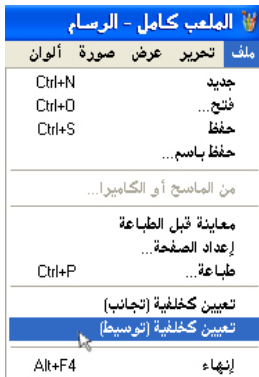 الملعب كامل - الرسام
ملف تحرير عرض صورة ألوان
جديد Ctrl+N
فتح... Ctrl+O
حفظ Ctrl+S
حفظ باسم...
من الماسح أو الكاميرا...
معاينة قبل الطباعة
إعداد الصفحة...
طباعة... Ctrl+P
تعيين كخلفية (تجانب)
تعيين كخلفية (توسيط)
إنهاء Alt+F4